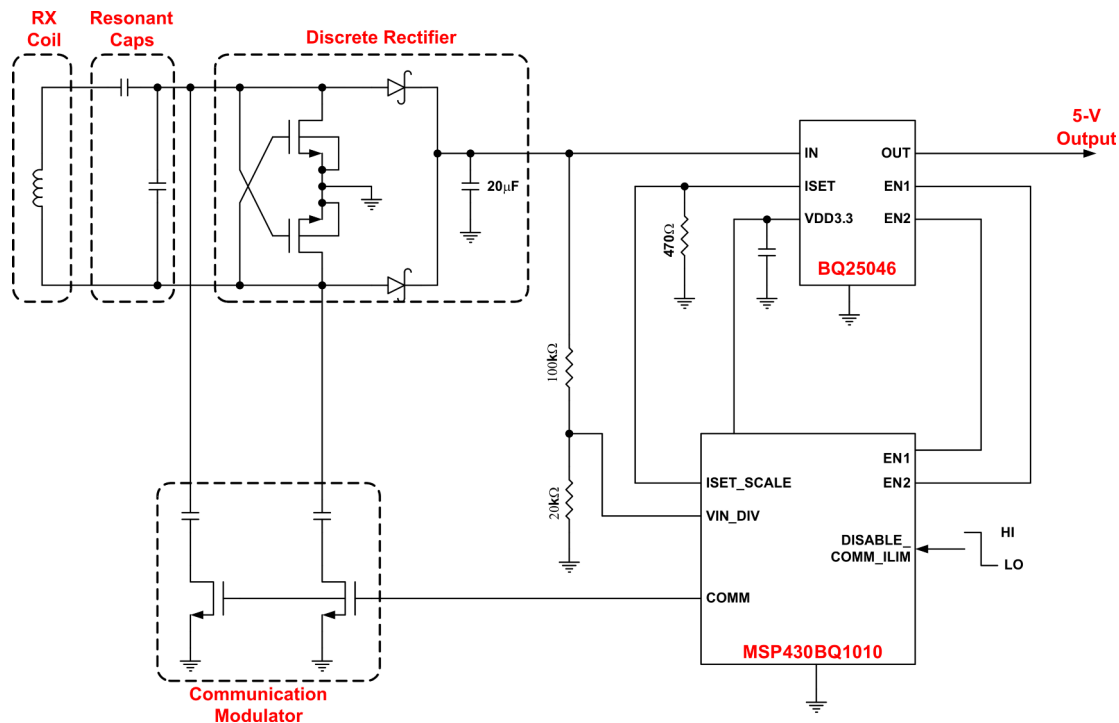 RX
Coil
Resonant
Caps
Discrete Rectifier
20μF
5-V
Output
IN
OUT
ISET
EN1
VDD3.3
EN2
470Ω
BQ25046
100kΩ
20kΩ
EN1
ISET_SCALE
EN2
VIN_DIV
DISABLE_
COMM_ILIM
HI
LO
COMM
MSP430BQ1010
Communication
Modulator